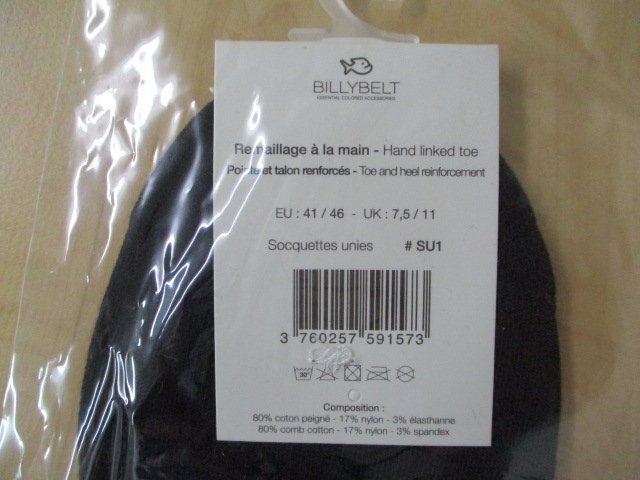 BILLYBELT
ESSENTIAL COLORED ACCESSORIES
Remaillage à la main - Hand linked toe
Pointe et talon renforcés - Toe and heel reinforcement
EU : 41 / 46 - UK : 7,5 / 11
Socquettes unies # SU1
3 760257 591573
30°
Composition :
80% coton peigné - 17% nylon - 3% élasthanne
80% comb cotton - 17% nylon - 3% spandex